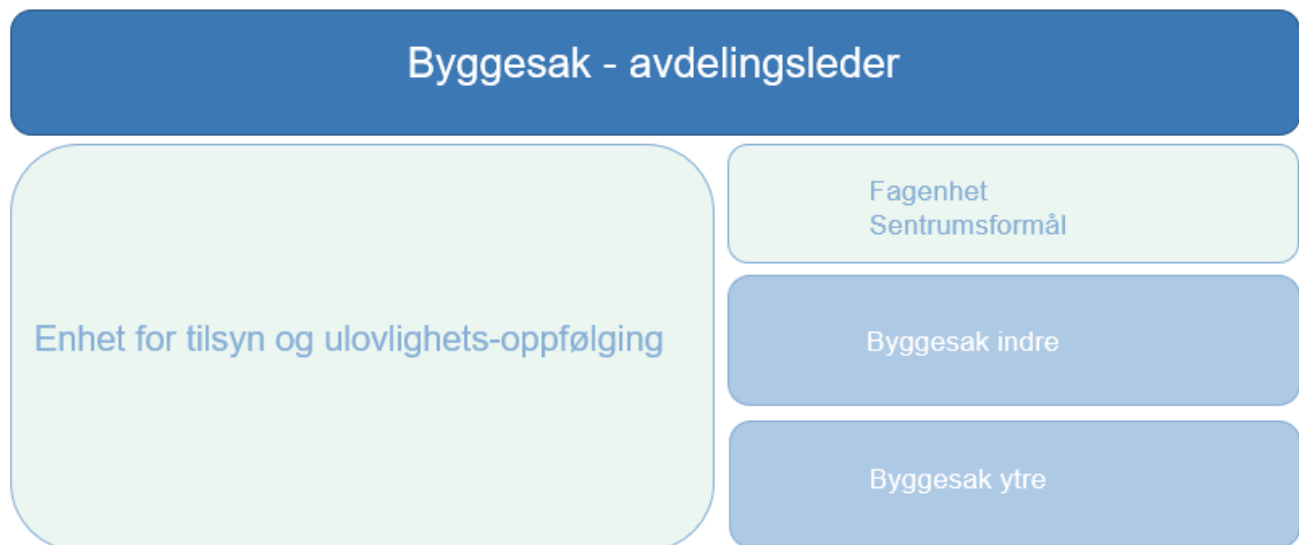 Byggesak - avdelingsleder
Enhet for tilsyn og ulovlighets-oppfølging
Fagenhet
Sentrumsformål
Byggesak indre
Byggesak ytre